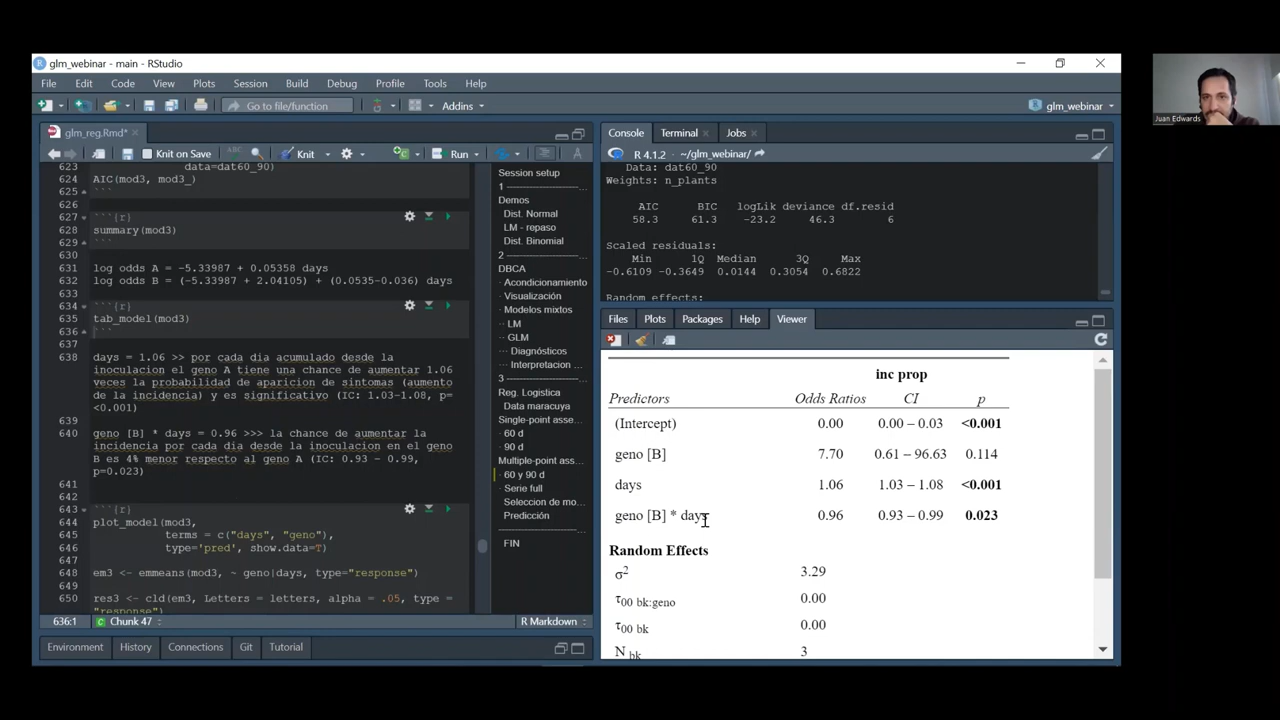 glm_webinar - main - RStudio
File Edit Code View Plots Session Build Debug Profile Tools Help
Go to file/function Addins glm_webinar
glm_reg.Rmd*
Knit on Save Knit Run
data=dat60_90)
624 AIC(mod3, mod3_)
625 ```
626
627 ```{r}
628 summary(mod3)
629 ```
630
631 log odds A = -5.33987 + 0.05358 days
632 log odds B = (-5.33987 + 2.04105) + (0.0535-0.036) days
633
634 ```{r}
635 tab_model(mod3)
636 ```
637
638 days = 1.06 >> por cada dia acumulado desde la
inoculacion el geno A tiene una chance de aumentar 1.06
veces la probabilidad de aparicion de sintomas (aumento
de la incidencia) y es significativo (IC: 1.03-1.08, p=
<0.001)
639
640 geno [B] * days = 0.96 >>> la chance de aumentar la
incidencia por cada dia desde la inoculacion en el geno
B es 4% menor respecto al geno A (IC: 0.93 - 0.99,
p=0.023)
641
642
643 ```{r}
644 plot_model(mod3,
645 terms = c("days", "geno"),
646 type='pred', show.data=T)
647
648 em3 <- emmeans(mod3, ~ geno|days, type="response")
649
650 res3 <- cld(em3, Letters = letters, alpha = .05, type =
"response")
636:1 Chunk 47 R Markdown
Session setup
1
Demos
Dist. Normal
LM - repaso
Dist. Binomial
2
DBCA
Acondicionamiento
Visualización
Modelos mixtos
LM
GLM
Diagnósticos
Interpretacion
3
Reg. Logistica
Data maracuya
Single-point asse...
60 d
90 d
Multiple-point ass...
60 y 90 d
Serie full
Seleccion de mo...
Predicción
FIN
Environment History Connections Git Tutorial
Console Terminal Jobs
R 4.1.2 · ~/glm_webinar/
Data: dat60_90
Weights: n_plants
AIC BIC logLik deviance df.resid
58.3 61.3 -23.2 46.3 6
Scaled residuals:
Min 1Q Median 3Q Max
-0.6109 -0.3649 0.0144 0.3054 0.6822
Random effects:
Files Plots Packages Help Viewer
inc prop
Predictors Odds Ratios CI p
(Intercept) 0.00 0.00 – 0.03 <0.001
geno [B] 7.70 0.61 – 96.63 0.114
days 1.06 1.03 – 1.08 <0.001
geno [B] * days 0.96 0.93 – 0.99 0.023
Random Effects
σ2 3.29
τ00 bk:geno 0.00
τ00 bk 0.00
N bk 3
Juan Edwards